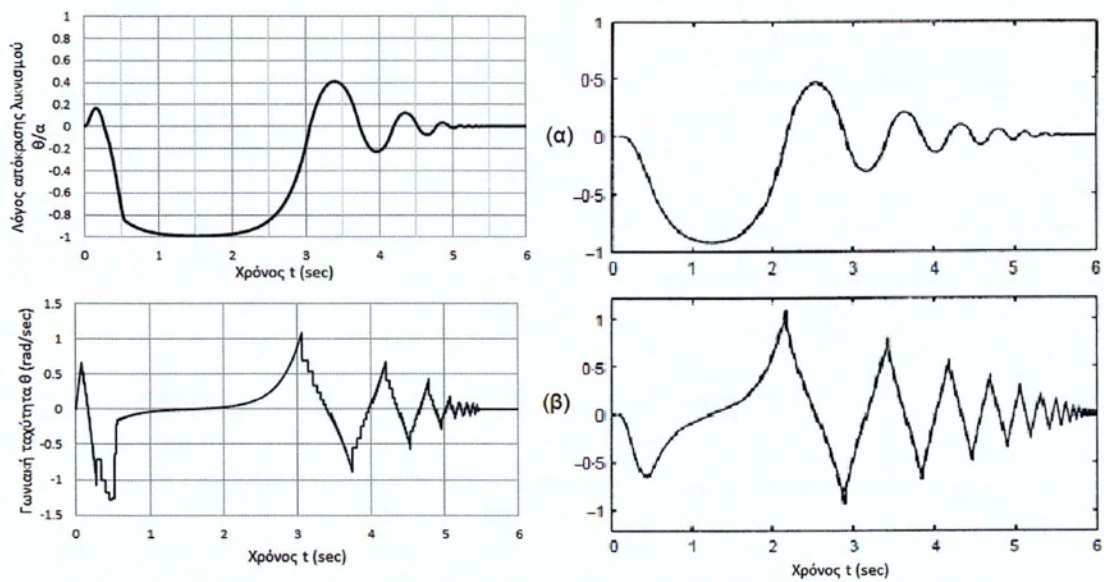 Λόγος απόκρισης λικνισμού
θ/α
1
0.8
0.6
0.4
0.2
0
-0.2
-0.4
-0.6
-0.8
-1
0 1 2 3 4 5 6
Χρόνος t (sec)
(α)
1
0·5
0
–0·5
–1
0 1 2 3 4 5 6
Γωνιακή ταχύτητα θ (rad/sec)
1.5
1
0.5
0
-0.5
-1
-1.5
0 1 2 3 4 5 6
Χρόνος t (sec)
(β)
1
0·5
0
–0·5
–1
0 1 2 3 4 5 6
Χρόνος t (sec)